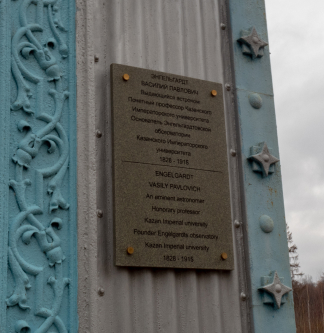 ЭНГЕЛЬГАРДТ
ВАСИЛИЙ ПАВЛОВИЧ
Выдающийся астроном
Почетный профессор Казанского
Императорского университета
Основатель Энгельгардтовской
обсерватории
Казанского Императорского
университета
1828 - 1915
ENGELGARDT
VASILY PAVLOVICH
An eminent astronomer
Honorary professor
Kazan Imperial university
Founder Engelgardts observatory
Kazan Imperial university
1828 - 1915